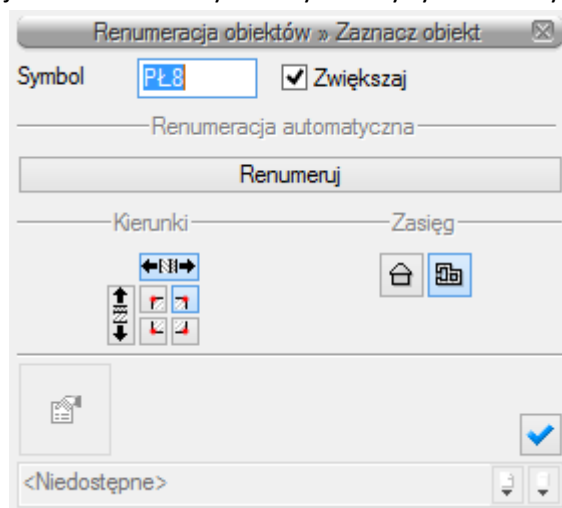 Renumeracja obiektów » Zaznacz obiekt
Symbol PŁ8 Zwiększaj
Renumeracja automatyczna
Renumeruj
Kierunki Zasięg
<Niedostępne>